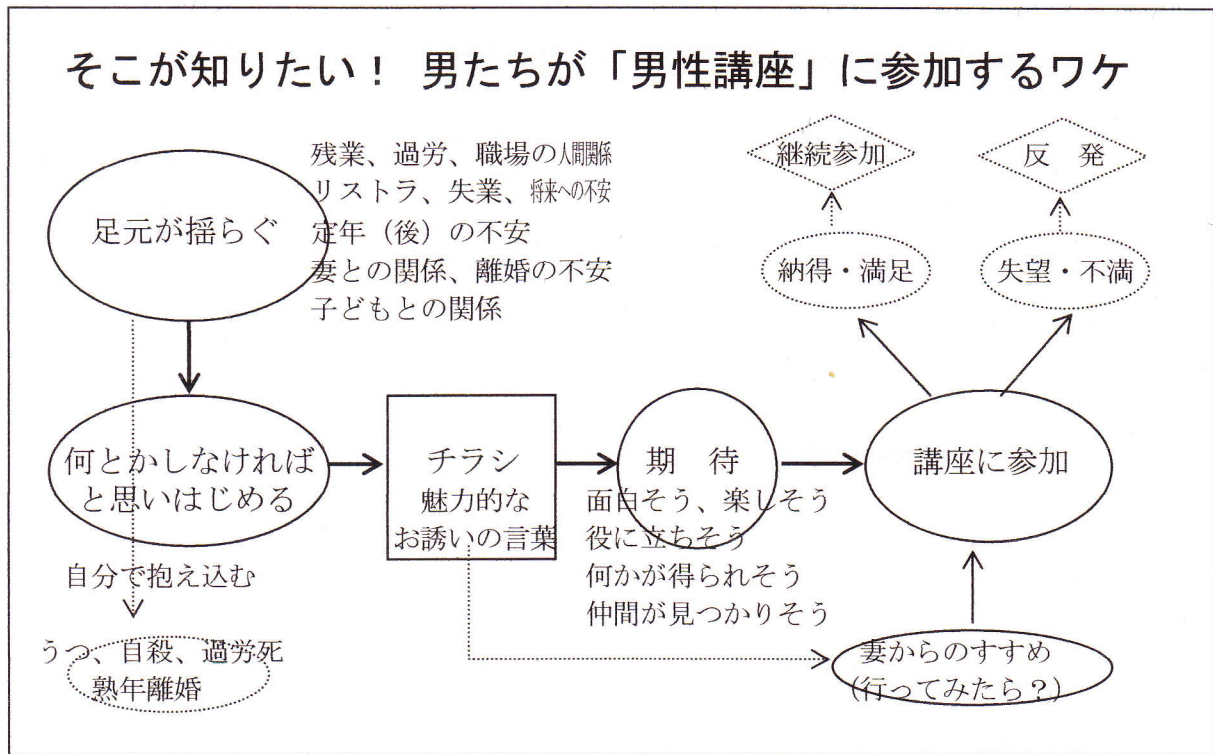 そこが知りたい！ 男たちが「男性講座」に参加するワケ
足元が揺らぐ
残業、過労、職場の人間関係
リストラ、失業、将来への不安
定年（後）の不安
妻との関係、離婚の不安
子どもとの関係
継続参加
反 発
納得・満足
失望・不満
何とかしなければ
と思いはじめる
チラシ
魅力的な
お誘いの言葉
期 待
面白そう、楽しそう
役に立ちそう
何かが得られそう
仲間が見つかりそう
講座に参加
自分で抱え込む
うつ、自殺、過労死
熟年離婚
妻からのすすめ
(行ってみたら？)